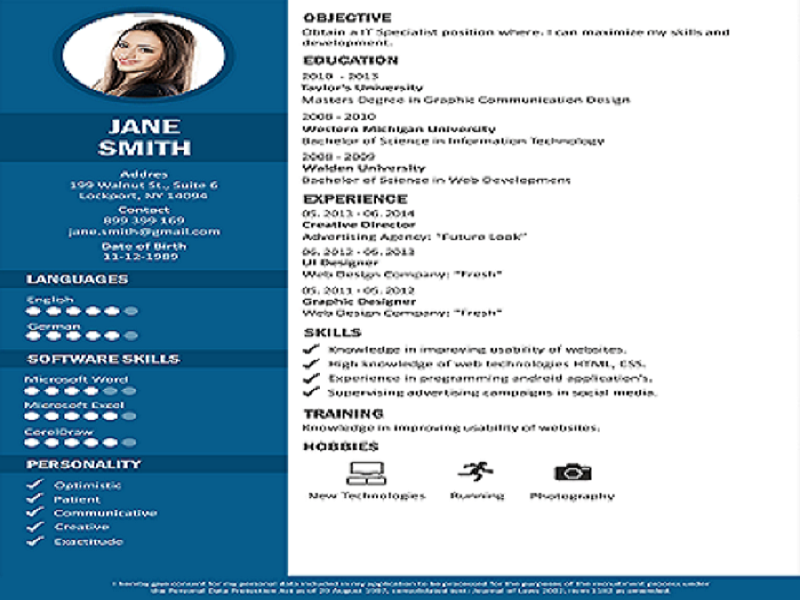 JANE
SMITH
Addres
199 Walnut St., Suite 6
Lockport, NY 14094
Contact
899 399 169
jane.smith@gmail.com
Date of Birth
11-12-1989
LANGUAGES
English
German
SOFTWARE SKILLS
Microsoft Word
Microsoft Excel
CorelDraw
PERSONALITY
Optimistic
Patient
Communicative
Creative
Exactitude
OBJECTIVE
Obtain a IT Specialist position where. I can maximize my skills and
development.
EDUCATION
2010 - 2013
Taylor's University
Masters Degree in Graphic Communication Design
2008 - 2010
Western Michigan University
Bachelor of Science in Information Technology
2008 - 2009
Walden University
Bachelor of Science in Web Development
EXPERIENCE
05. 2013 - 06. 2014
Creative Director
Advertising Agency: "Future Look"
06. 2012 - 05. 2013
UI Designer
Web Design Company: "Fresh"
05. 2011 - 05. 2012
Graphic Designer
Web Design Company: "Fresh"
SKILLS
Knowledge in improving usability of websites.
High knowledge of web technologies HTML, CSS.
Experience in programming android application's.
Supervising advertising campaigns in social media.
TRAINING
Knowledge in improving usability of websites.
HOBBIES
New Technologies Running Photography
I hereby give consent for my personal data included in my application to be processed for the purposes of the recruitment process under
the Personal Data Protection Act as of 29 August 1997, consolidated text: Journal of Laws 2002, item 1182 as amended.